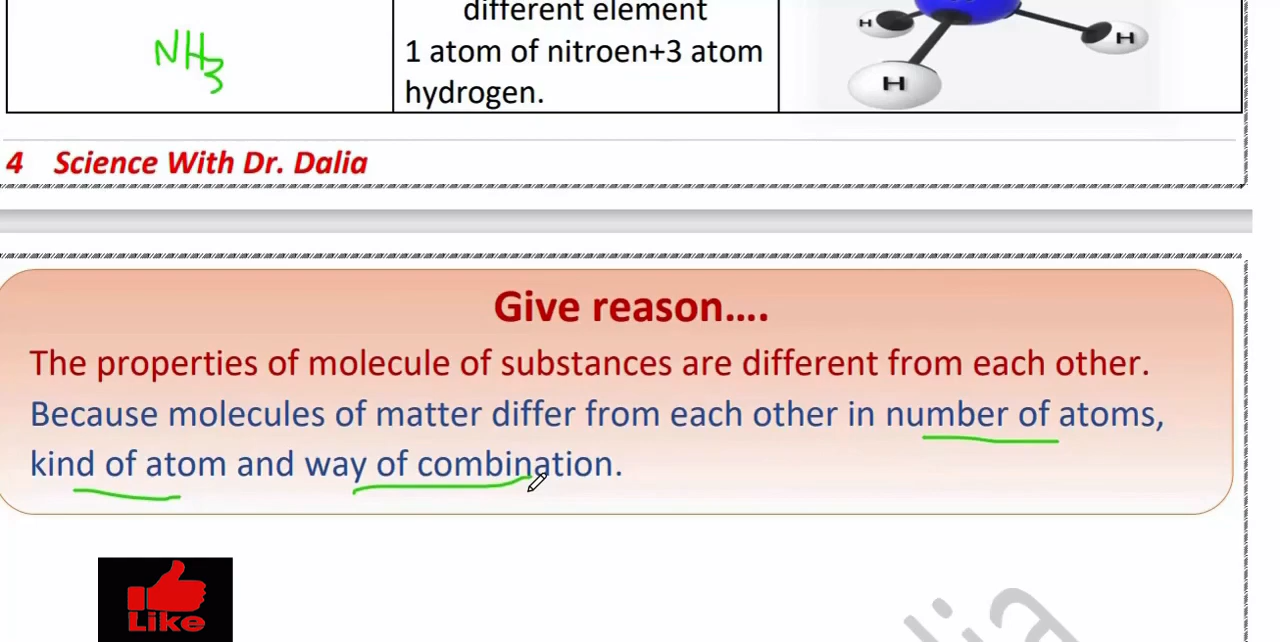 different element
NH3
1 atom of nitroen+3 atom
hydrogen.
H
H
H
4 Science With Dr. Dalia
Give reason....
The properties of molecule of substances are different from each other.
Because molecules of matter differ from each other in number of atoms,
kind of atom and way of combination.
Like